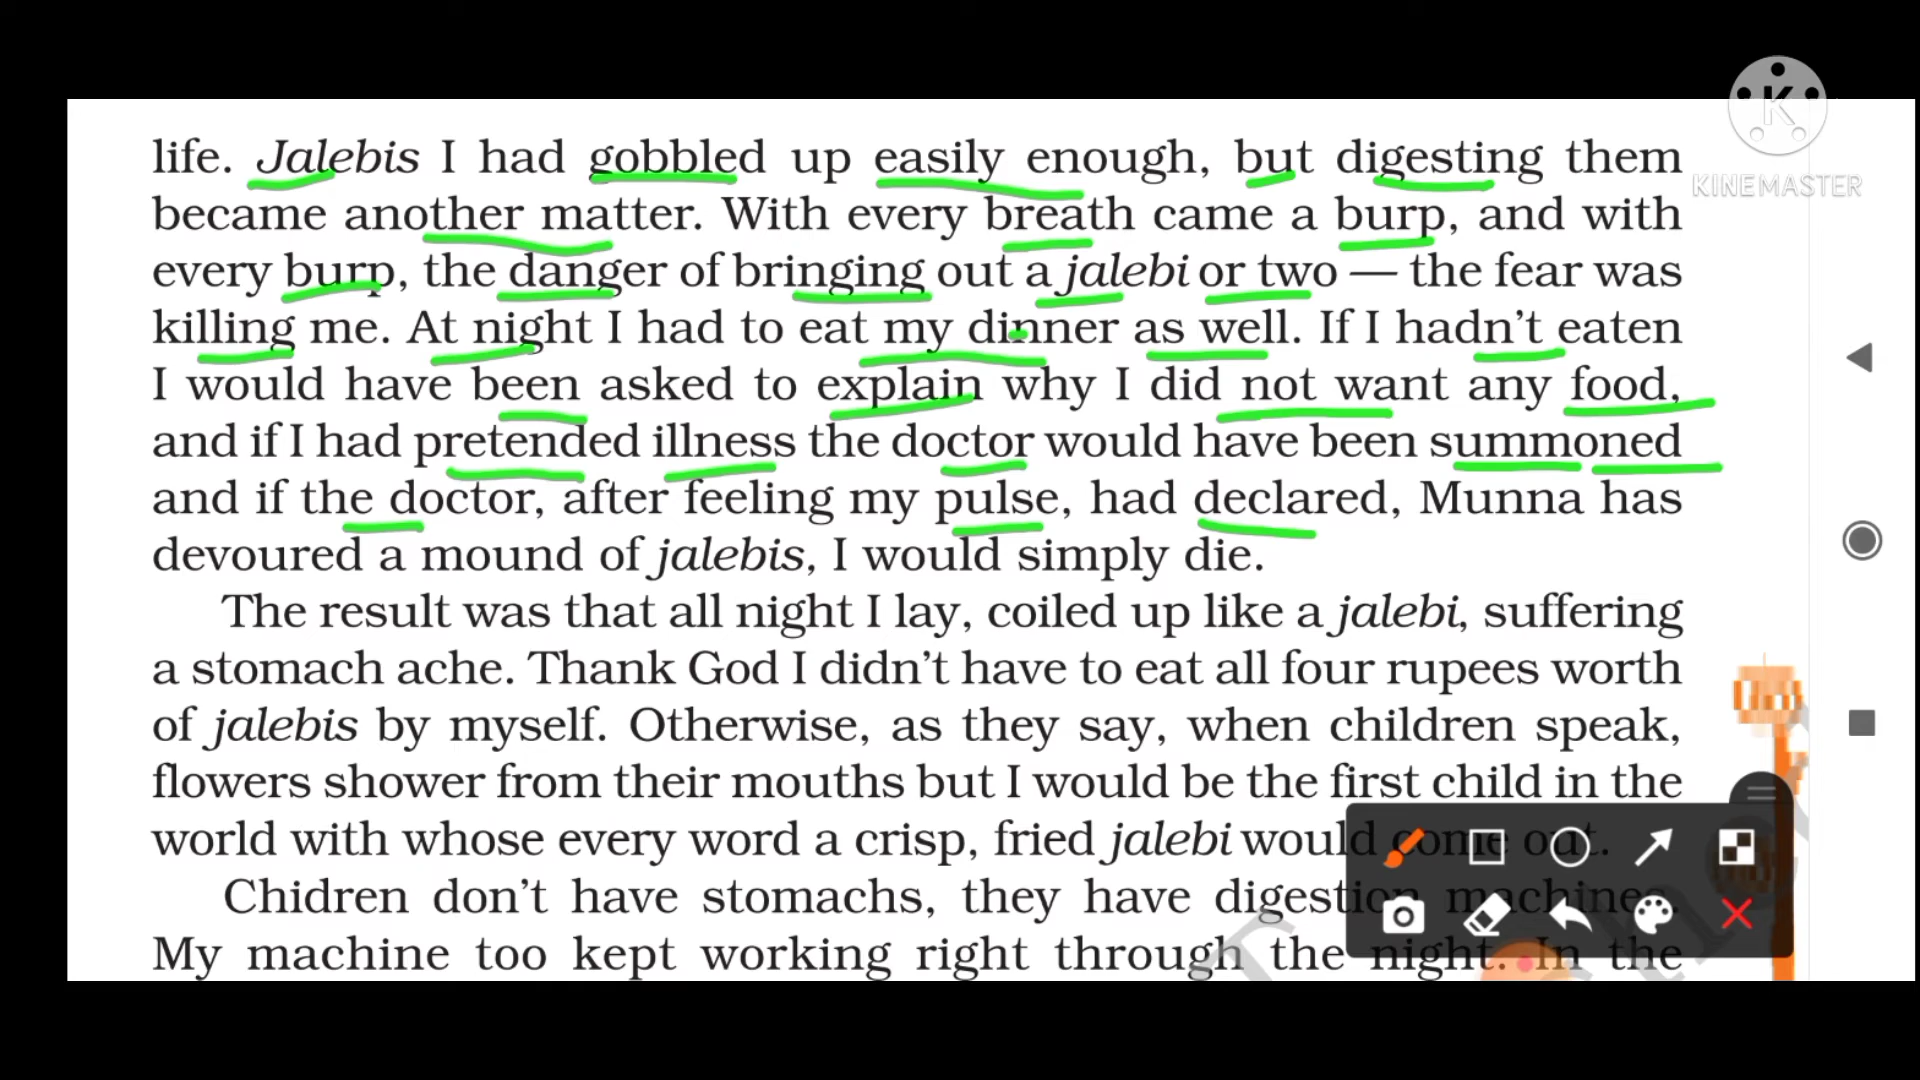 life. Jalebis I had gobbled up easily enough, but digesting them
became another matter. With every breath came a burp, and with
every burp, the danger of bringing out a jalebi or two — the fear was
killing me. At night I had to eat my dinner as well. If I hadn't eaten
I would have been asked to explain why I did not want any food,
and if I had pretended illness the doctor would have been summoned
and if the doctor, after feeling my pulse, had declared, Munna has
devoured a mound of jalebis, I would simply die.
The result was that all night I lay, coiled up like a jalebi, suffering
a stomach ache. Thank God I didn't have to eat all four rupees worth
of jalebis by myself. Otherwise, as they say, when children speak,
flowers shower from their mouths but I would be the first child in the
world with whose every word a crisp, fried jalebi would come out.
Chidren don't have stomachs, they have digestion machines.
My machine too kept working right through the night. In the
K
KINEMASTER